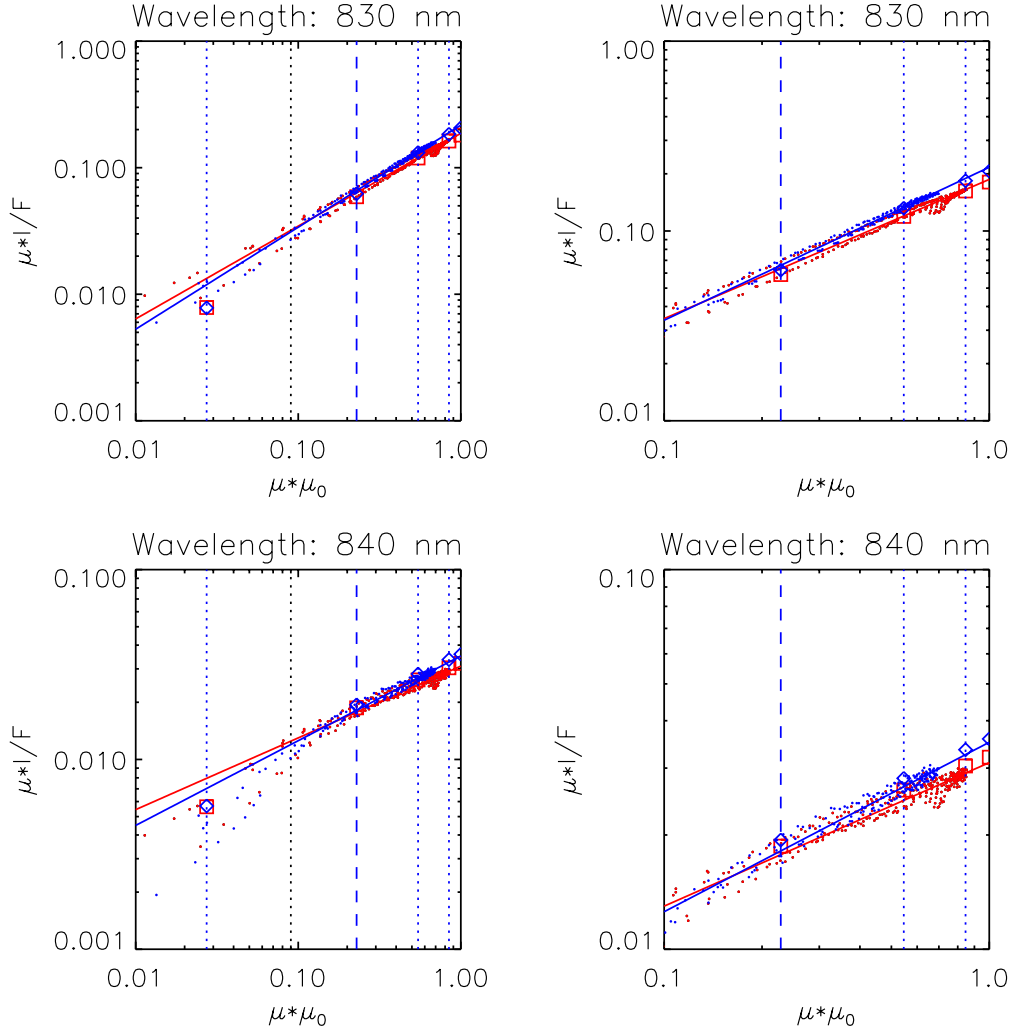 Wavelength: 830 nm
1.000
0.100
0.010
0.001
0.01 0.10 1.00
μ*I/F
μ*μ₀
Wavelength: 830 nm
1.00
0.10
0.01
0.1 1.0
μ*I/F
μ*μ₀
Wavelength: 840 nm
0.100
0.010
0.001
0.01 0.10 1.00
μ*I/F
μ*μ₀
Wavelength: 840 nm
0.10
0.01
0.1 1.0
μ*I/F
μ*μ₀